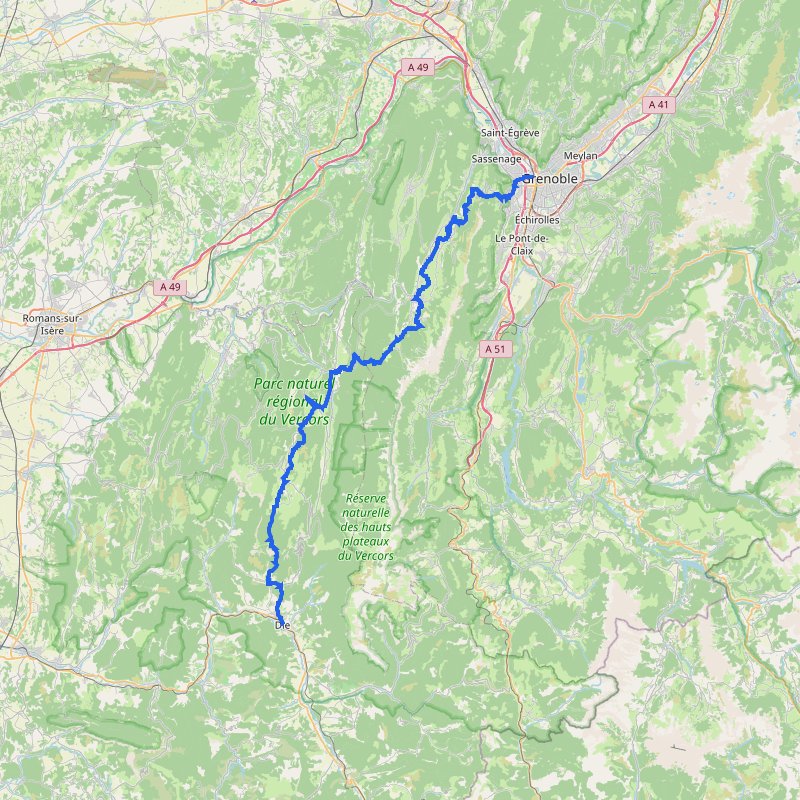 A 49
A 41
Saint-Égrève
Meylan
Sassenage
Grenoble
Échirolles
Le Pont-de-
Claix
A 49
Romans-sur-
Isère
A 51
Parc naturel
régional
du Vercors
Réserve
naturelle
des hauts
plateaux
du Vercors
Die